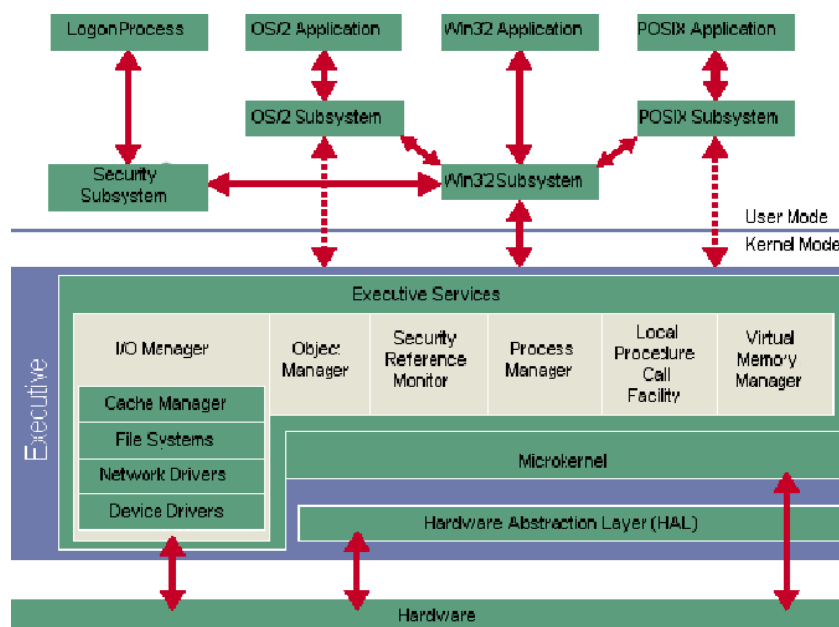 Logon Process
OS/2 Application
Win32 Application
POSIX Application
OS/2 Subsystem
POSIX Subsystem
Security
Subsystem
Win32 Subsystem
User Mode
Kernel Mode
Executive
Executive Services
I/O Manager
Object
Manager
Security
Reference
Monitor
Process
Manager
Local
Procedure
Call
Facility
Virtual
Memory
Manager
Cache Manager
File Systems
Network Drivers
Device Drivers
Microkernel
Hardware Abstraction Layer (HAL)
Hardware